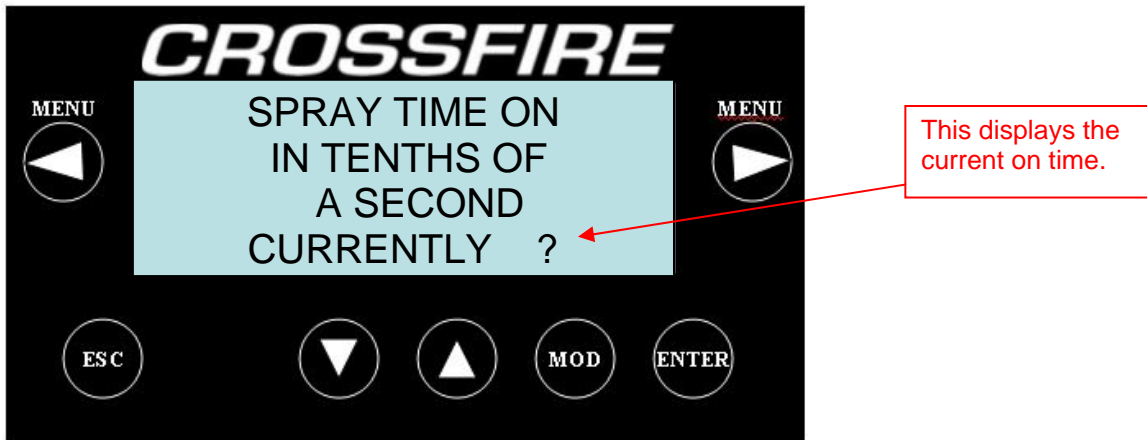 CROSSFIRE
MENU
SPRAY TIME ON
IN TENTHS OF
A SECOND
CURRENTLY ?
MENU
This displays the
current on time.
ESC
MOD
ENTER